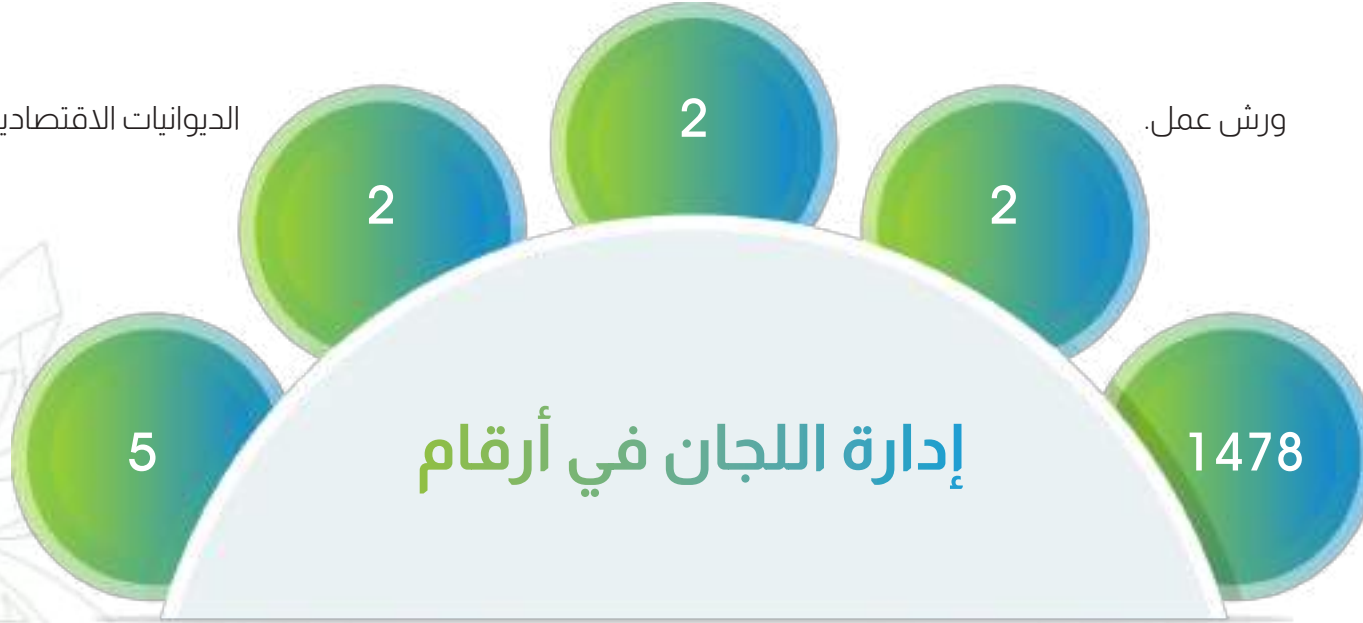 2
ورش عمل.
الديوانيات الاقتصادي
2
2
1478
5
إدارة اللجان في أرقام